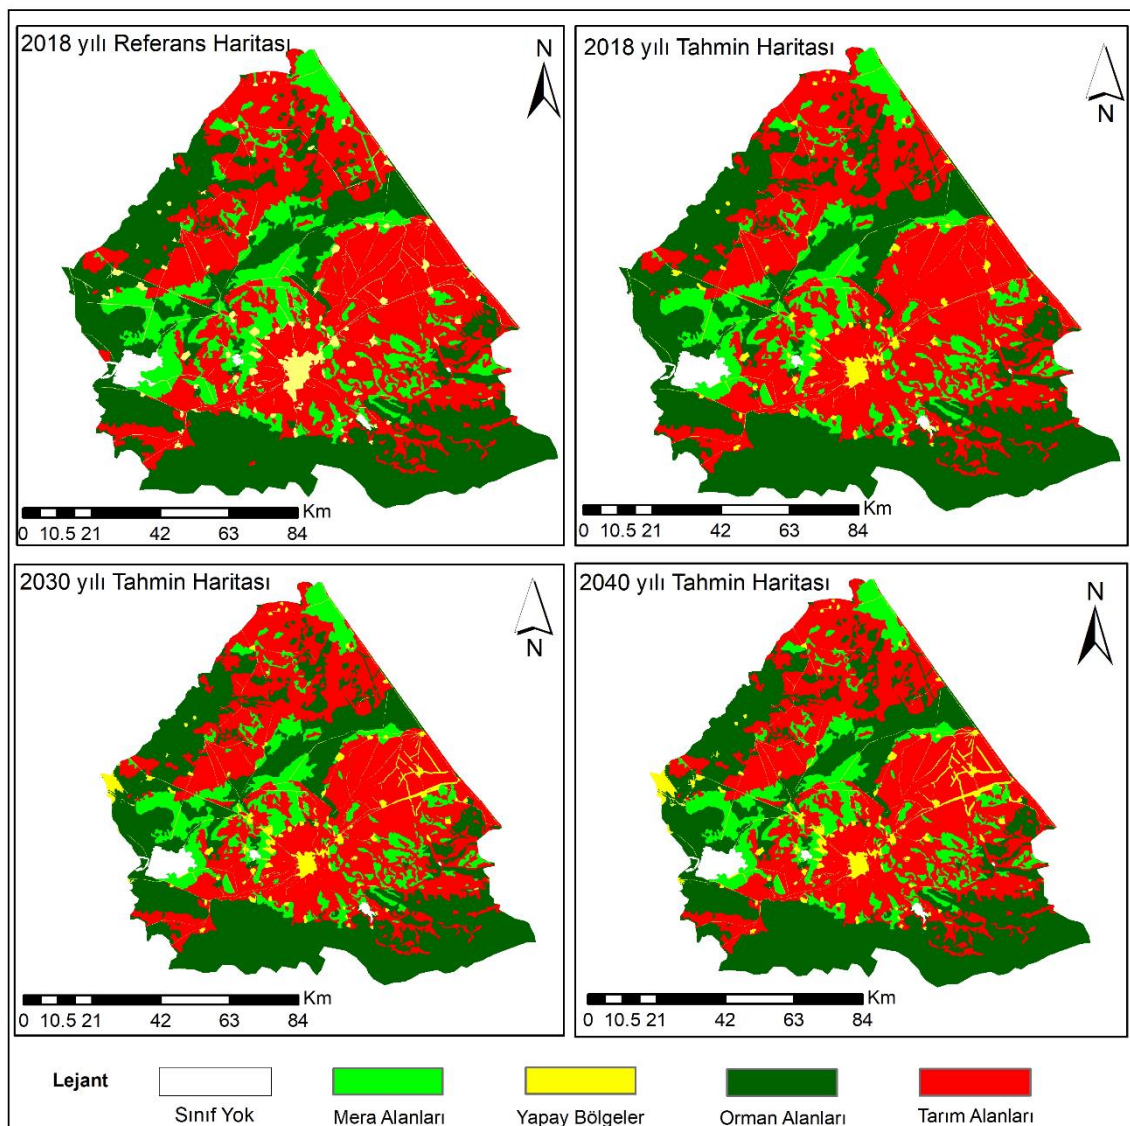 2018 yılı Referans Haritası
N
Km
0 10.5 21 42 63 84
2018 yılı Tahmin Haritası
N
Km
0 10.5 21 42 63 84
2030 yılı Tahmin Haritası
N
Km
0 10.5 21 42 63 84
2040 yılı Tahmin Haritası
N
Km
0 10.5 21 42 63 84
Lejant
Sınıf Yok
Mera Alanları
Yapay Bölgeler
Orman Alanları
Tarım Alanları